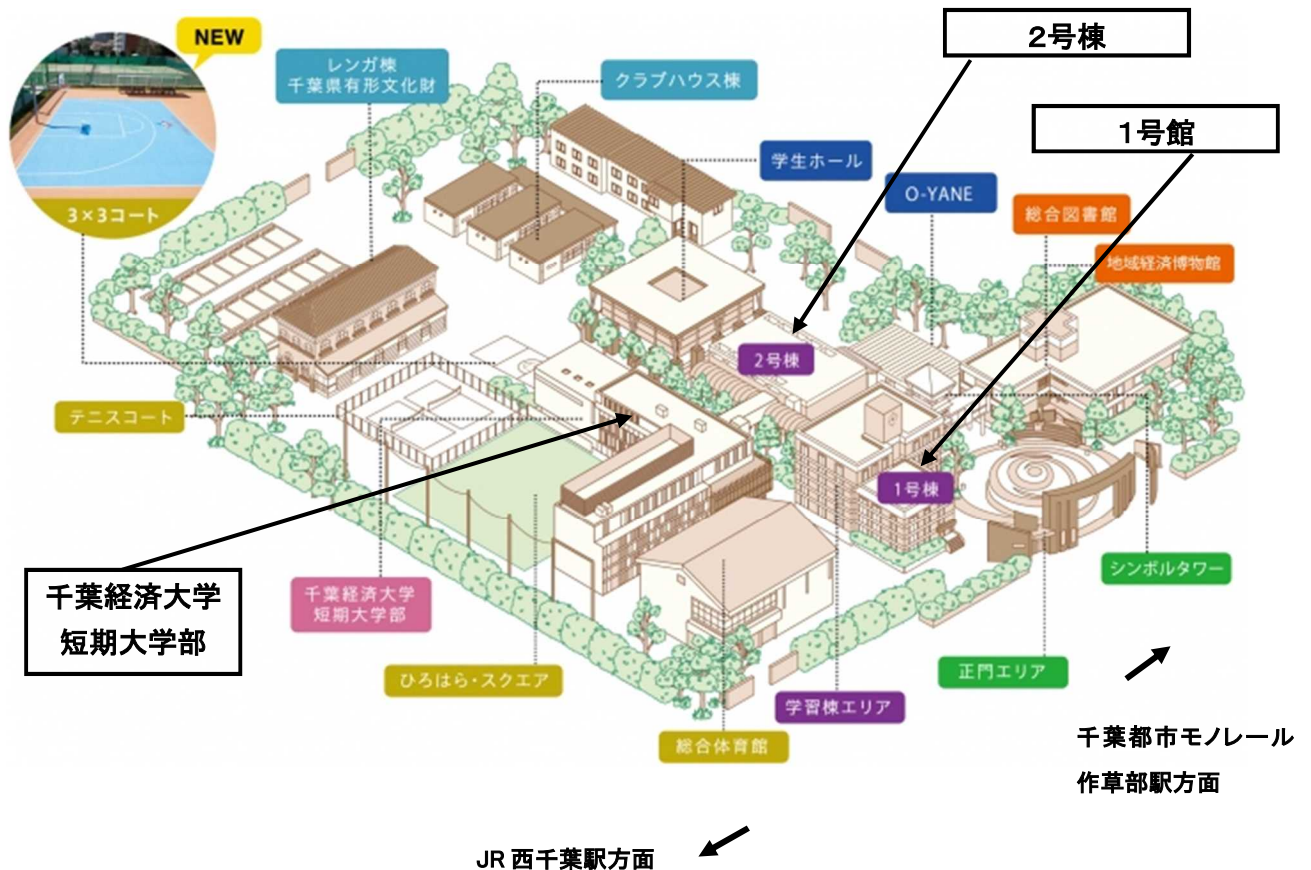 NEW
3×3コート
レンガ棟
千葉県有形文化財
クラブハウス棟
2号棟
1号館
学生ホール
O-YANE
総合図書館
地域経済博物館
2号棟
1号棟
テニスコート
千葉経済大学
短期大学部
千葉経済大学
短期大学部
シンボルタワー
ひろはら・スクエア
正門エリア
学習棟エリア
総合体育館
千葉都市モノレール
作草部駅方面
JR西千葉駅方面